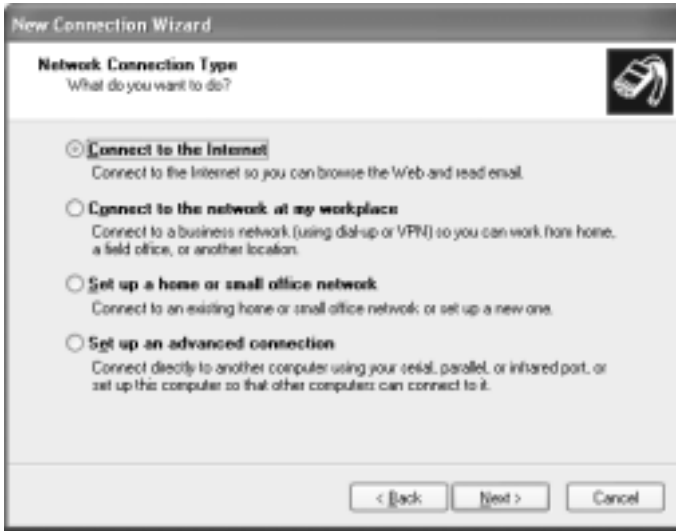 New Connection Wizard
Network Connection Type
What do you want to do?
Connect to the Internet
Connect to the Internet so you can browse the Web and read email.
Connect to the network at my workplace
Connect to a business network (using dial-up or VPN) so you can work from home,
a field office, or another location.
Set up a home or small office network
Connect to an existing home or small office network or set up a new one.
Set up an advanced connection
Connect directly to another computer using your serial, parallel, or infrared port, or
set up this computer so that other computers can connect to it.
< Back Next > Cancel